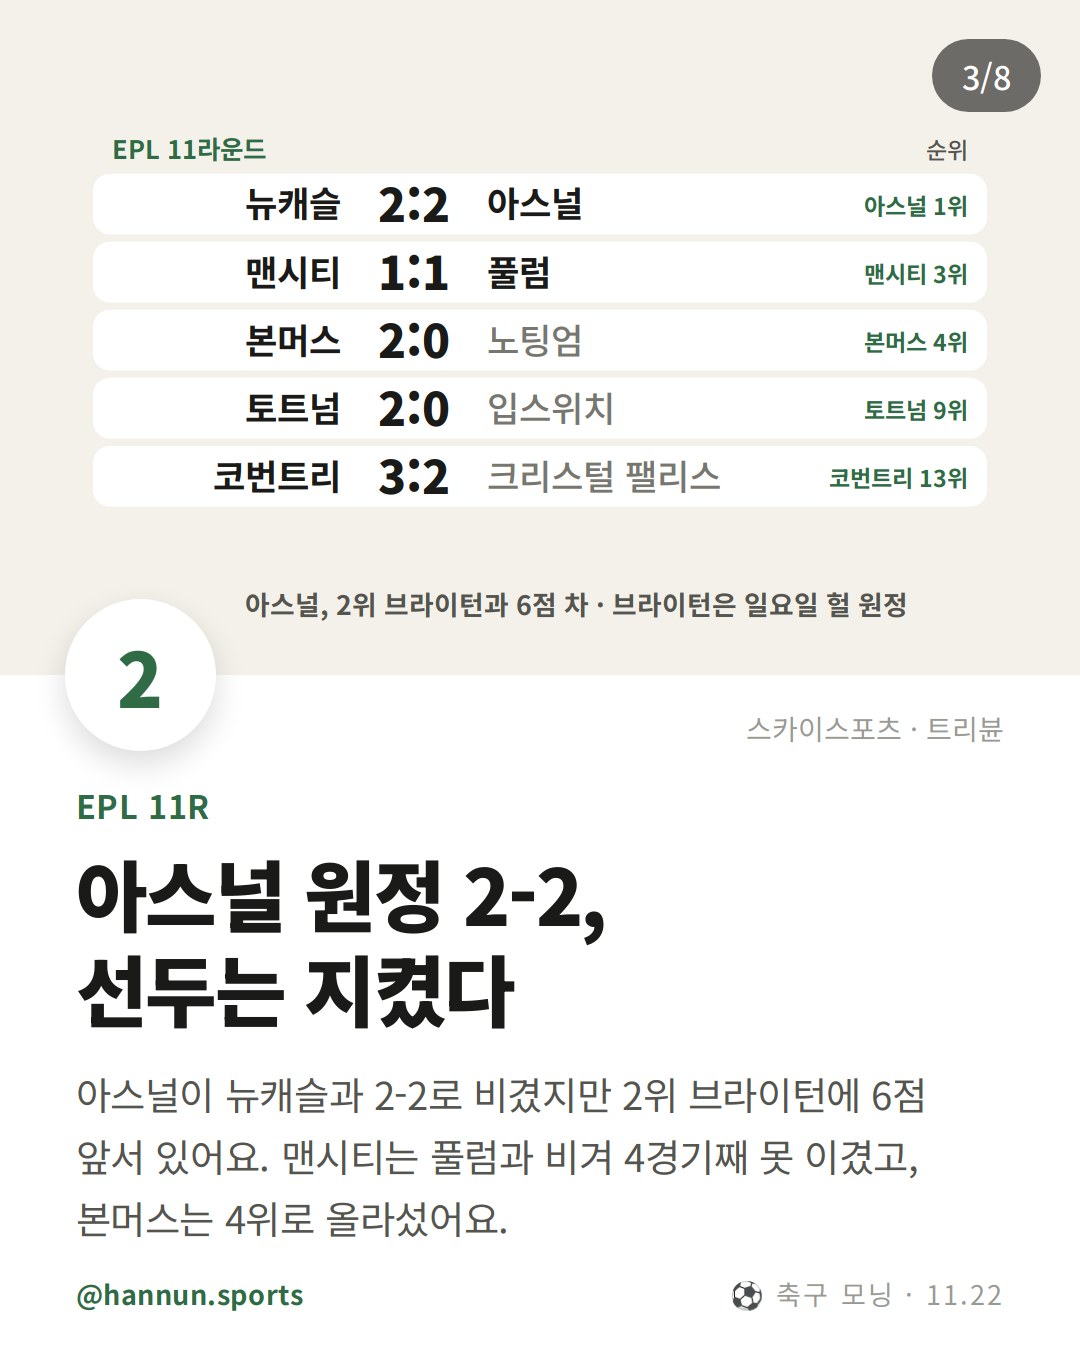 3/8
EPL 11라운드 순위
뉴캐슬 2:2 아스널 아스널 1위
맨시티 1:1 풀럼 맨시티 3위
본머스 2:0 노팅엄 본머스 4위
토트넘 2:0 입스위치 토트넘 9위
코번트리 3:2 크리스털 팰리스 코번트리 13위
아스널, 2위 브라이턴과 6점 차 · 브라이턴은 일요일 헐 원정
2
스카이스포츠 · 트리뷴
EPL 11R
아스널 원정 2-2,
선두는 지켰다
아스널이 뉴캐슬과 2-2로 비겼지만 2위 브라이턴에 6점
앞서 있어요. 맨시티는 풀럼과 비겨 4경기째 못 이겼고,
본머스는 4위로 올라섰어요.
@hannun.sports ⚽ 축구 모닝 · 11.22